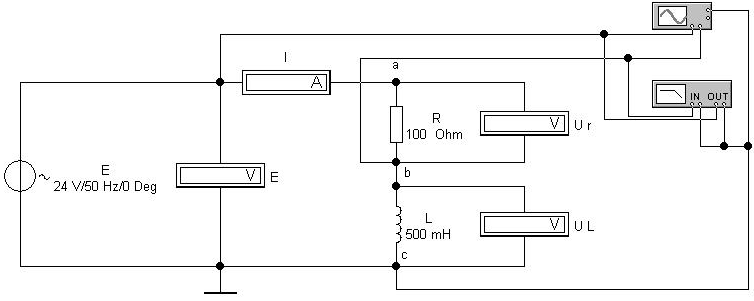 I
A
a
IN OUT
R
100 Ohm
V
U r
E
24 V/50 Hz/0 Deg
V
E
b
L
500 mH
V
U L
c